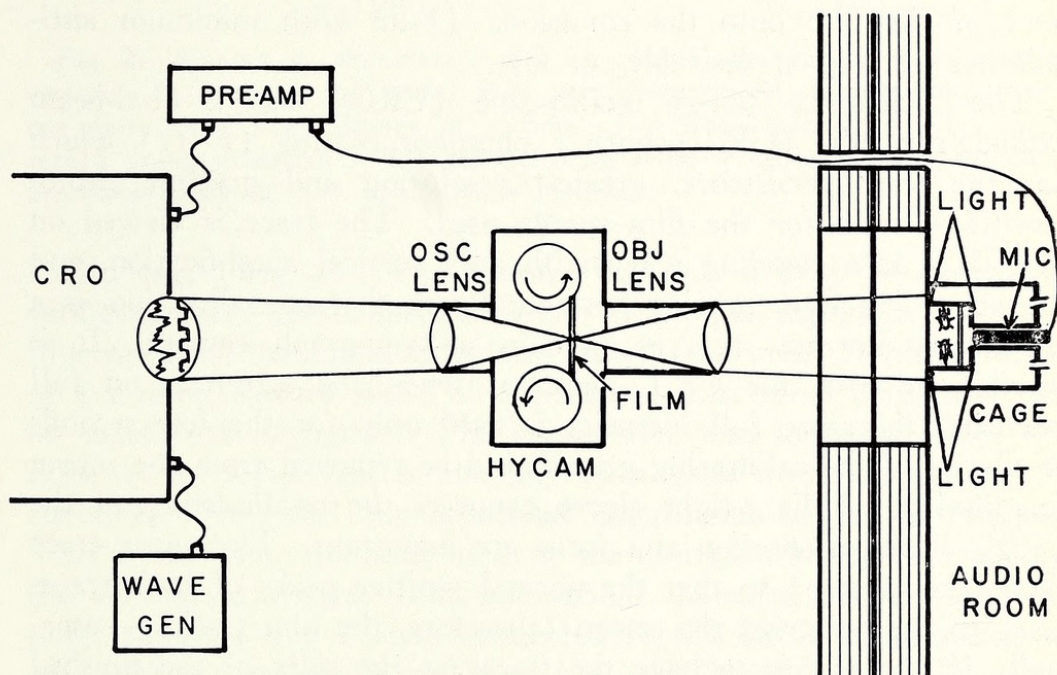 PRE-AMP
LIGHT
MIC
CRO
OSC
LENS
OBJ
LENS
FILM
CAGE
HYCAM
LIGHT
WAVE
GEN
AUDIO
ROOM